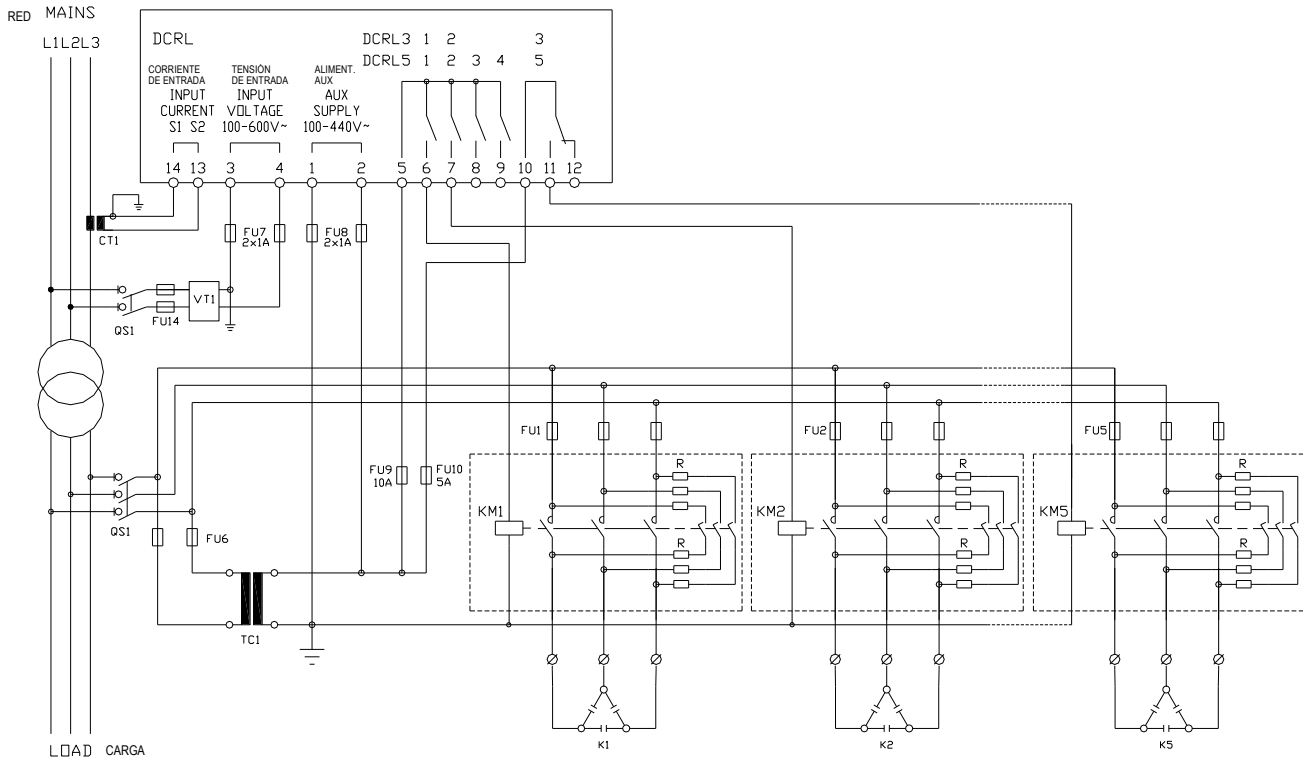 RED MAINS
L1L2L3
DCRL
DCRL3 1 2 3
DCRL5 1 2 3 4 5
CORRIENTE
DE ENTRADA
INPUT
CURRENT
S1 S2
TENSIÓN
DE ENTRADA
INPUT
VOLTAGE
100-600V~
ALIMENT.
AUX
AUX
SUPPLY
100-440V~
14 13 3 4 1 2 5 6 7 8 9 10 11 12
CT1
FU7
2x1A
FU8
2x1A
VT1
FU14
QS1
FU1
FU2
FU5
FU9
10A
FU10
5A
R
R
R
KM1
KM2
KM5
QS1
FU6
R
R
R
TC1
K1
K2
K5
LOAD CARGA